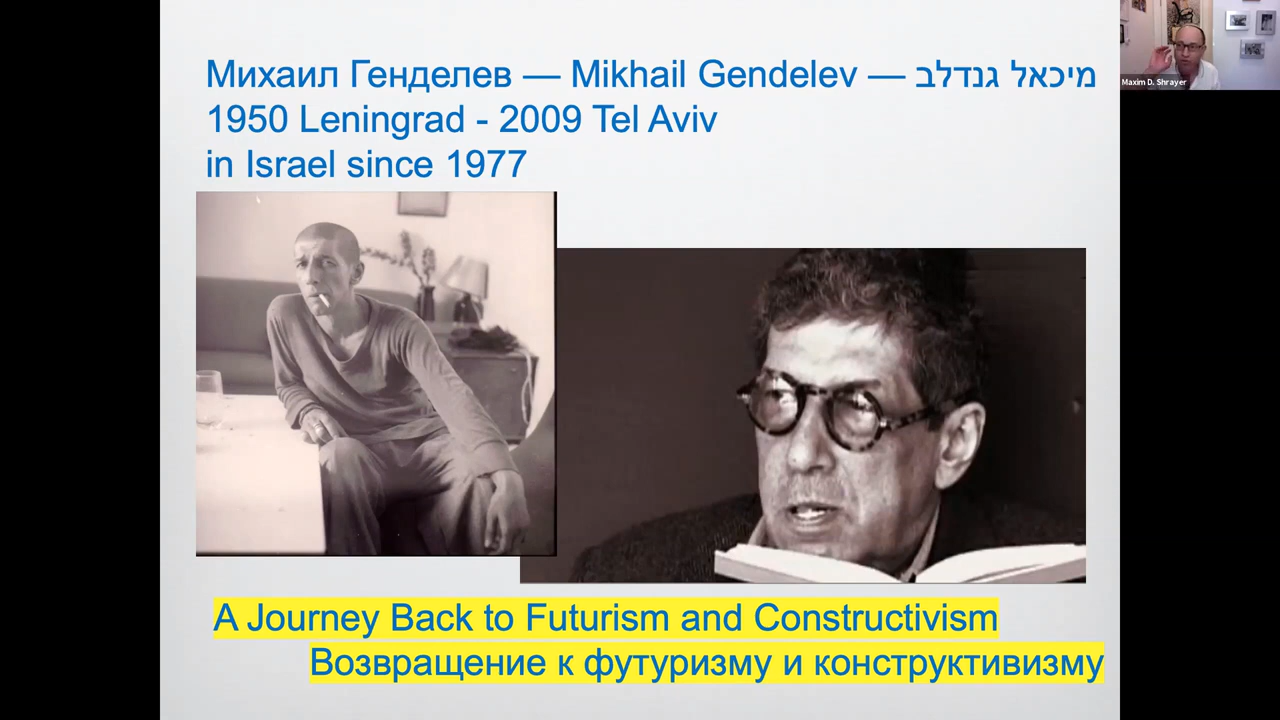 Михаил Генделев — Mikhail Gendelev — מיכאל גנדלב
1950 Leningrad - 2009 Tel Aviv
in Israel since 1977
A Journey Back to Futurism and Constructivism
Возвращение к футуризму и конструктивизму
Maxim D. Shrayer